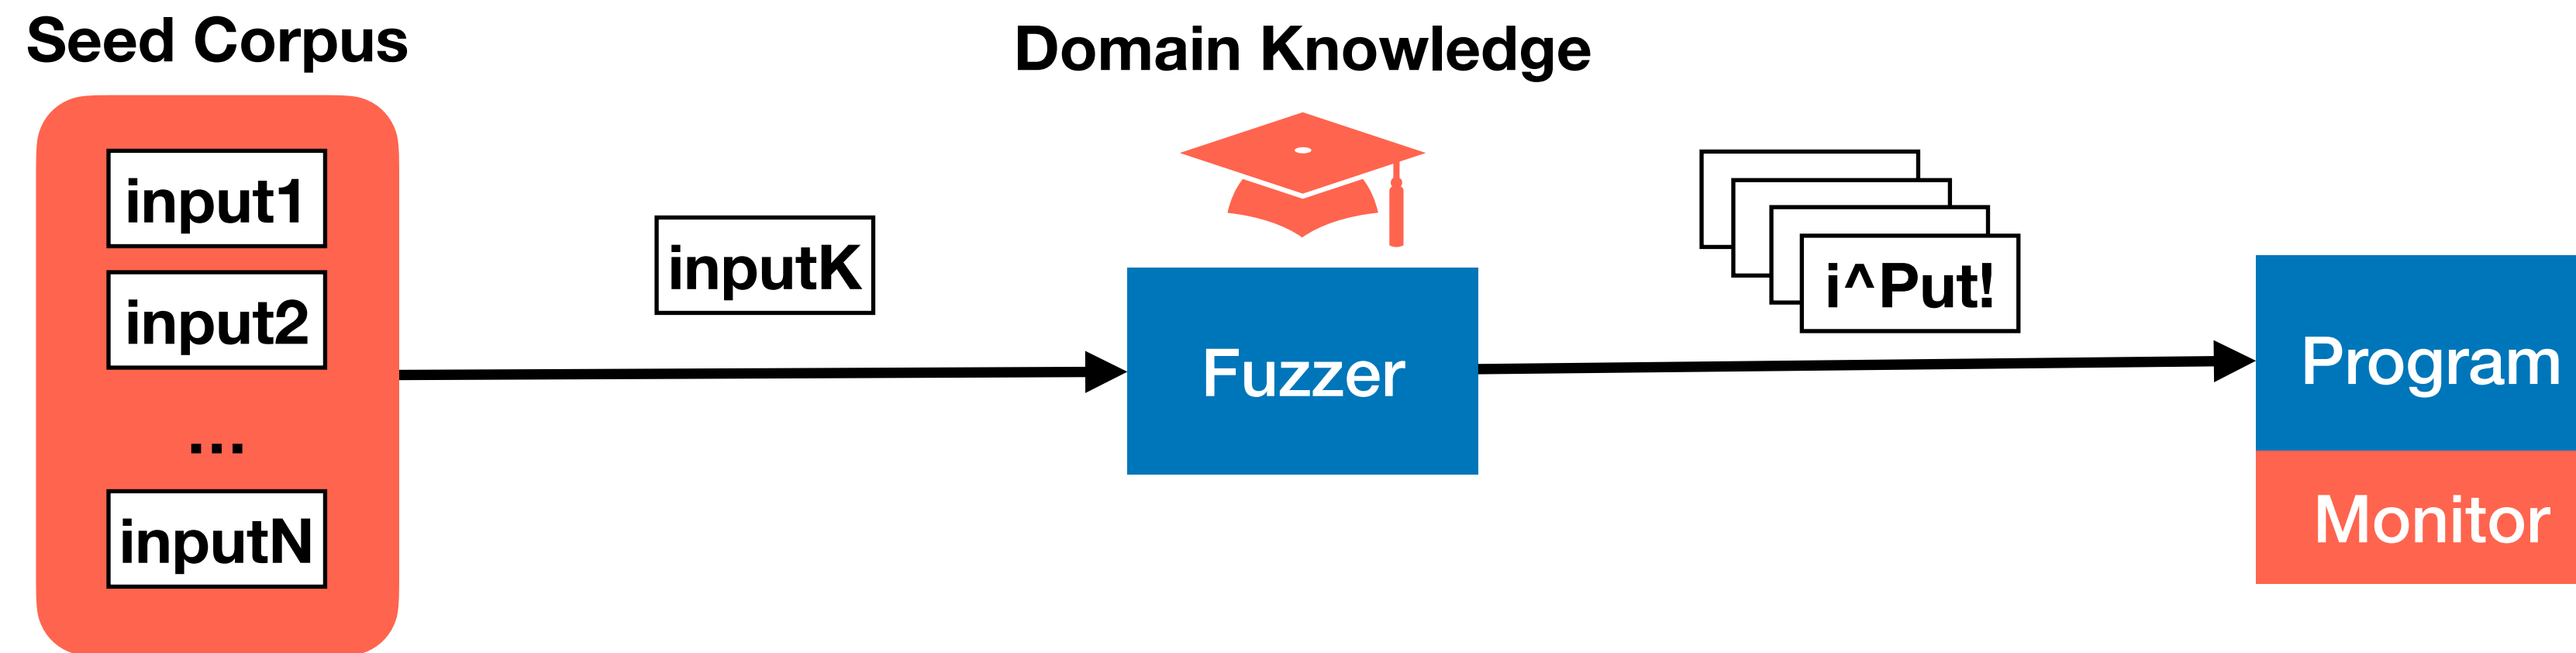 Seed Corpus
input1
input2
...
inputN
inputK
Domain Knowledge
Fuzzer
i^Put!
Program
Monitor